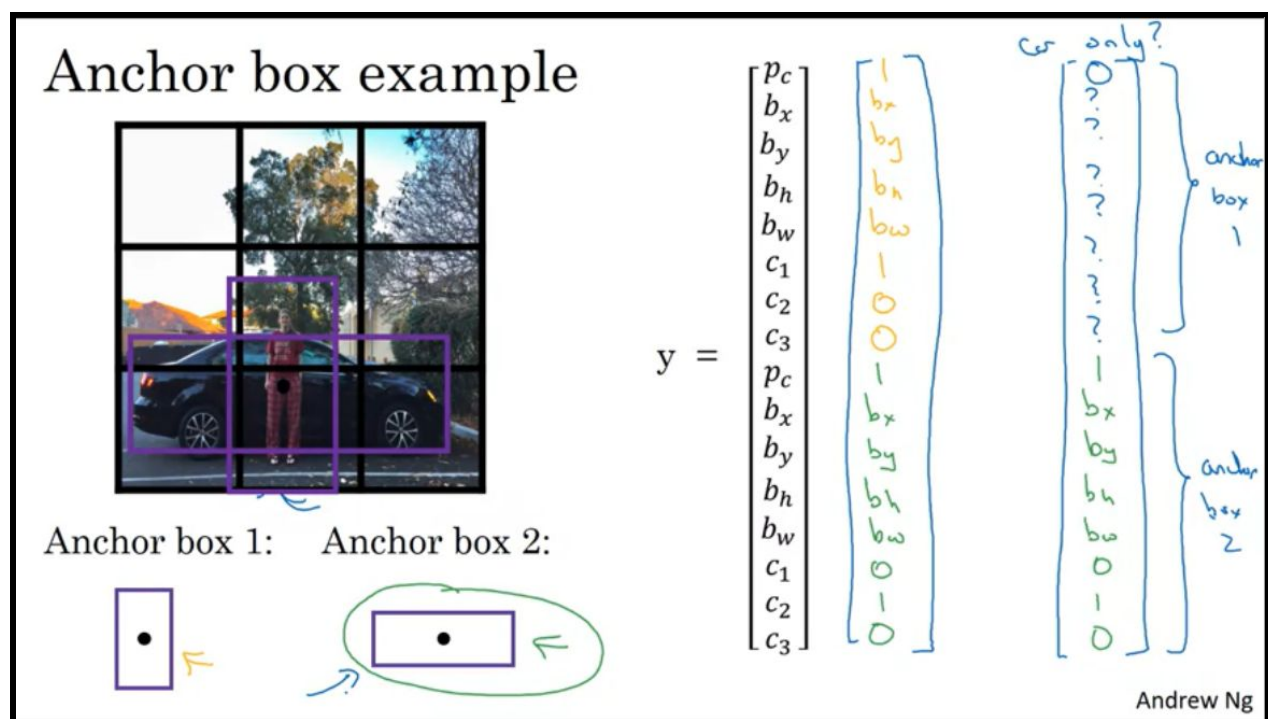 Anchor box example
Anchor box 1:
Anchor box 2:
y =
p_c
b_x
b_y
b_h
b_w
c_1
c_2
c_3
p_c
b_x
b_y
b_h
b_w
c_1
c_2
c_3
1
bx
by
bh
bw
1
0
0
1
bx
by
bh
bw
0
1
0
car only?
0
?
?
?
?
?
?
?
1
bx
by
bh
bw
0
1
0
anchor
box
1
anchor
box
2
Andrew Ng